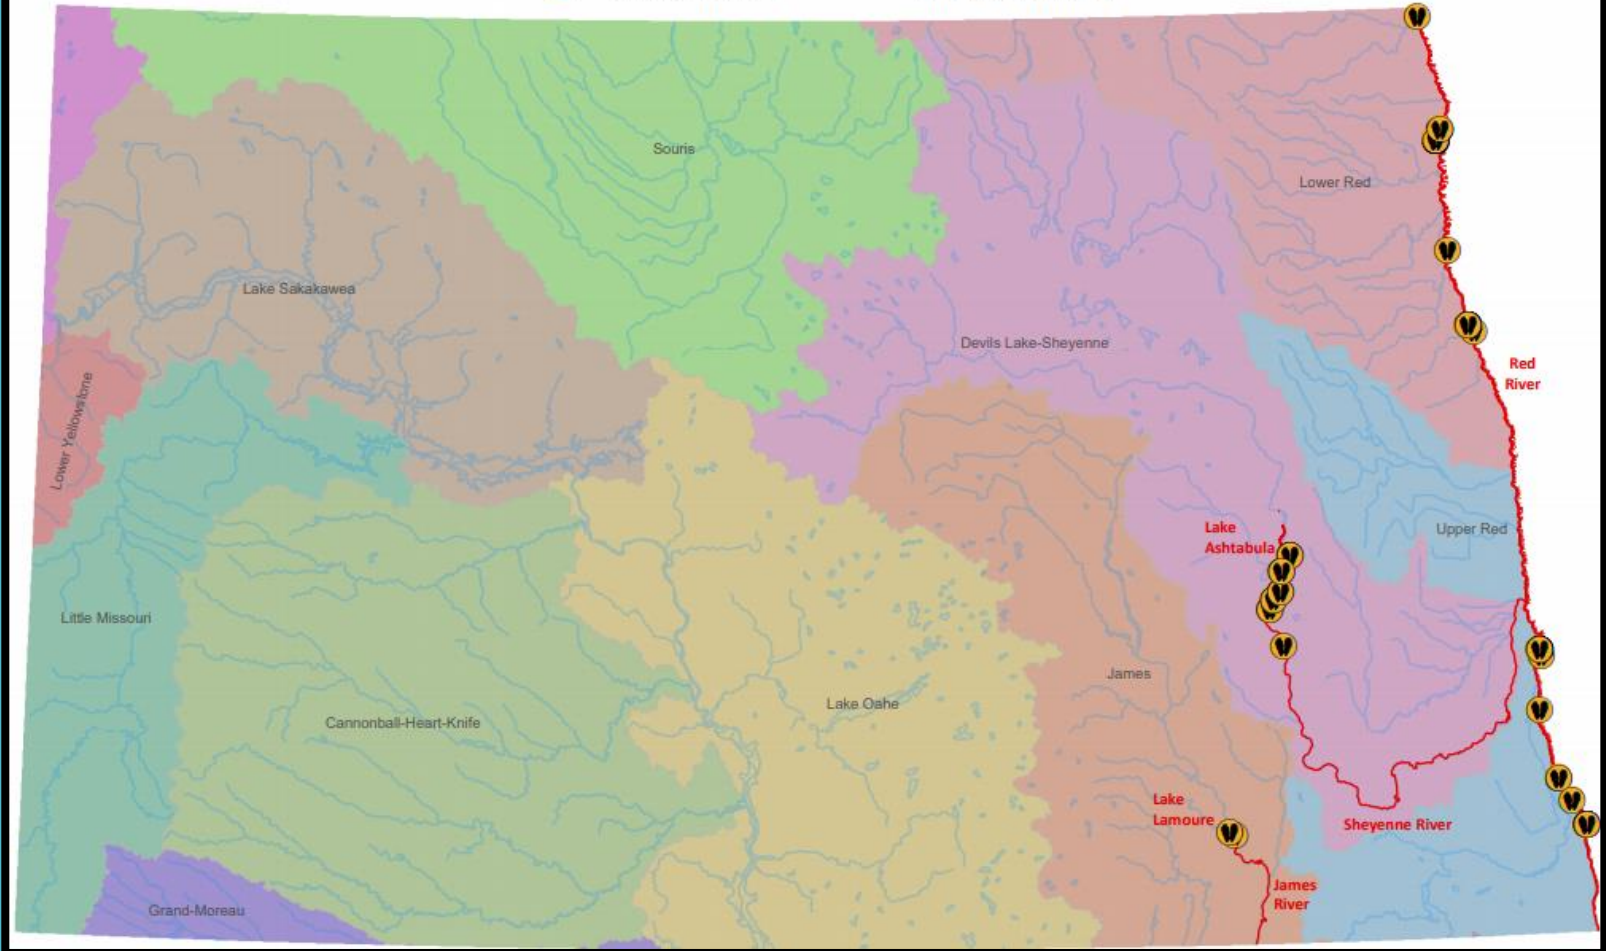 Souris
Lower Red
Lake Sakakawea
Devils Lake-Sheyenne
Red
River
Lower Yellowstone
Lake
Ashtabula
Upper Red
Little Missouri
James
Lake Oahe
Cannonball-Heart-Knife
Lake
Lamoure
Sheyenne River
James
River
Grand-Moreau